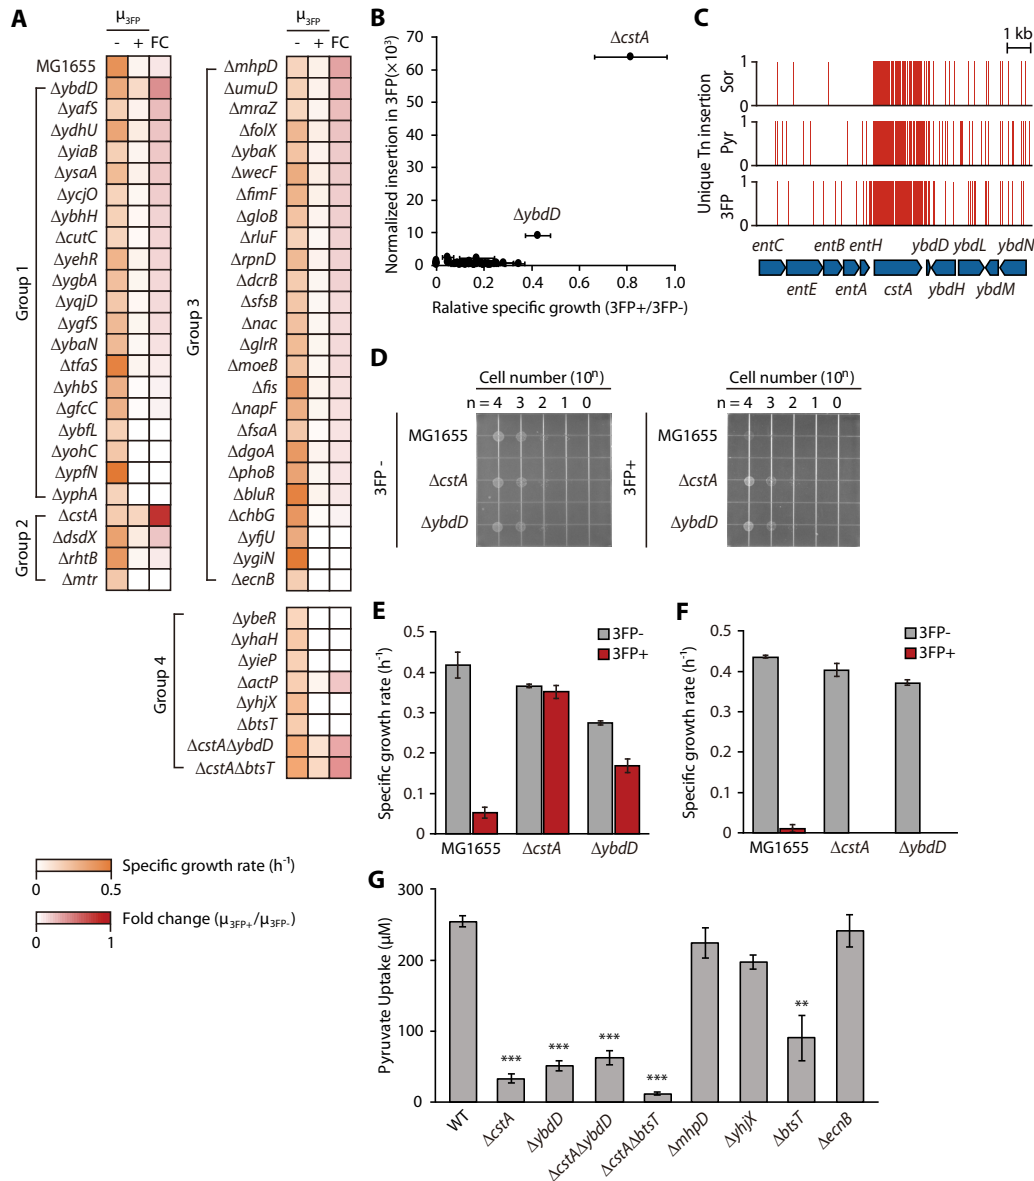 A
μ3FP
- + FC
MG1655
ΔybdD
ΔyafS
ΔydhU
ΔyiaB
ΔysaA
ΔycjO
ΔybhH
ΔcutC
ΔyehR
ΔygbA
ΔyqjD
ΔygfS
ΔybaN
ΔtfaS
ΔyhbS
ΔgfcC
ΔybfL
ΔyohC
ΔypfN
ΔyphA
ΔcstA
ΔdsdX
ΔrhtB
Δmtr
Group 1
Group 2
μ3FP
- + FC
ΔmhpD
ΔumuD
ΔmraZ
ΔfolX
ΔybaK
ΔwecF
ΔfimF
ΔgloB
ΔrluF
ΔrpnD
ΔdcrB
ΔsfsB
Δnac
ΔglrR
ΔmoeB
Δfis
ΔnapF
ΔfsaA
ΔdgoA
ΔphoB
ΔbluR
ΔchbG
ΔyfjU
ΔygiN
ΔecnB
Group 3
ΔybeR
ΔyhaH
ΔyieP
ΔactP
ΔyhjX
ΔbtsT
ΔcstAΔybdD
ΔcstAΔbtsT
Group 4
Specific growth rate (h⁻¹)
0 0.5
Fold change (μ3FP+/μ3FP-)
0 1
B
Normalized insertion in 3FP(×10³)
70
60
50
40
30
20
10
0
ΔcstA
ΔybdD
0.0 0.2 0.4 0.6 0.8 1.0
Ralative specific growth (3FP+/3FP-)
C
1 kb
Unique Tn insertion
Sor
1
0
Pyr
1
0
3FP
1
0
entC entB entH ybdD ybdL ybdN
entE entA cstA ybdH ybdM
D
Cell number (10ⁿ)
n = 4 3 2 1 0
3FP -
MG1655
ΔcstA
ΔybdD
Cell number (10ⁿ)
n = 4 3 2 1 0
3FP+
MG1655
ΔcstA
ΔybdD
E
Specific growth rate (h⁻¹)
0.5
0.4
0.3
0.2
0.1
0
3FP-
3FP+
MG1655 ΔcstA ΔybdD
F
Specific growth rate (h⁻¹)
0.5
0.4
0.3
0.2
0.1
0
3FP-
3FP+
MG1655 ΔcstA ΔybdD
G
Pyruvate Uptake (μM)
300
200
100
0
*** *** *** *** **
WT ΔcstA ΔybdD ΔcstAΔybdD ΔcstAΔbtsT ΔmhpD ΔyhjX ΔbtsT ΔecnB